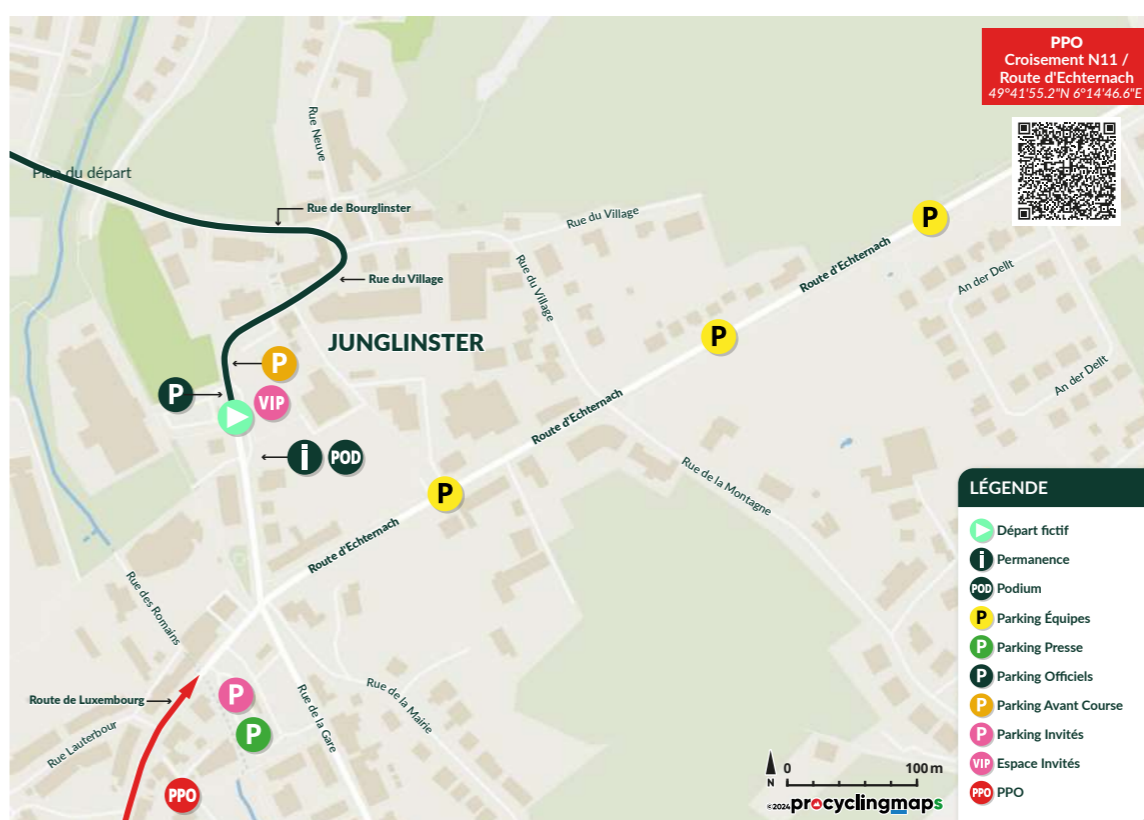 PPO
Croisement N11 /
Route d'Echternach
49°41'55.2"N 6°14'46.6"E
Rue Neuve
Plan du départ
Rue de Bourglinster
Rue du Village
P
Rue du Village
Route d'Echternach
An der Dellt
Rue du Village
JUNGLINSTER
P
P
P
VIP
An der Dellt
Route d'Echternach
i POD
Rue de la Montagne
P
Route d'Echternach
Rue des Romains
Route de Luxembourg
P
Rue de la Gare
Rue de la Mairie
P
Rue Lauterbour
PPO
N
0 100 m
©2024 procyclingmaps
LÉGENDE
Départ fictif
i Permanence
POD Podium
P Parking Équipes
P Parking Presse
P Parking Officiels
P Parking Avant Course
P Parking Invités
VIP Espace Invités
PPO PPO